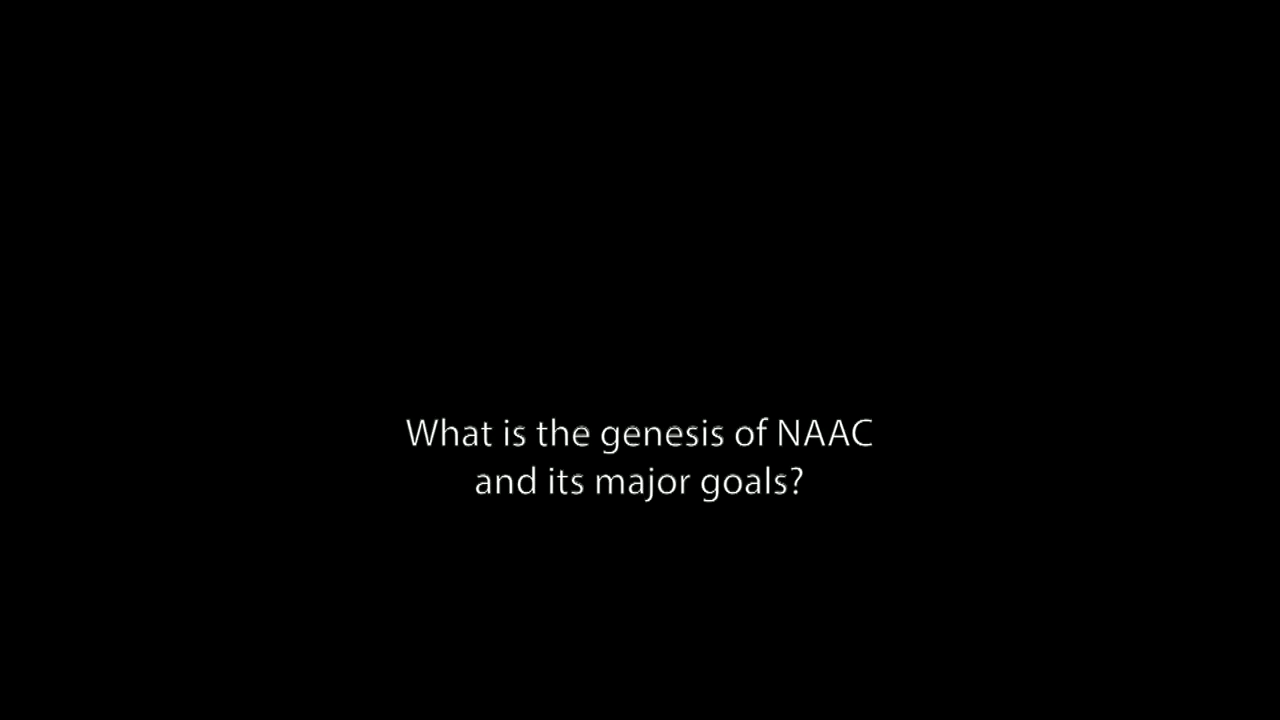 What is the genesis of NAAC
and its major goals?